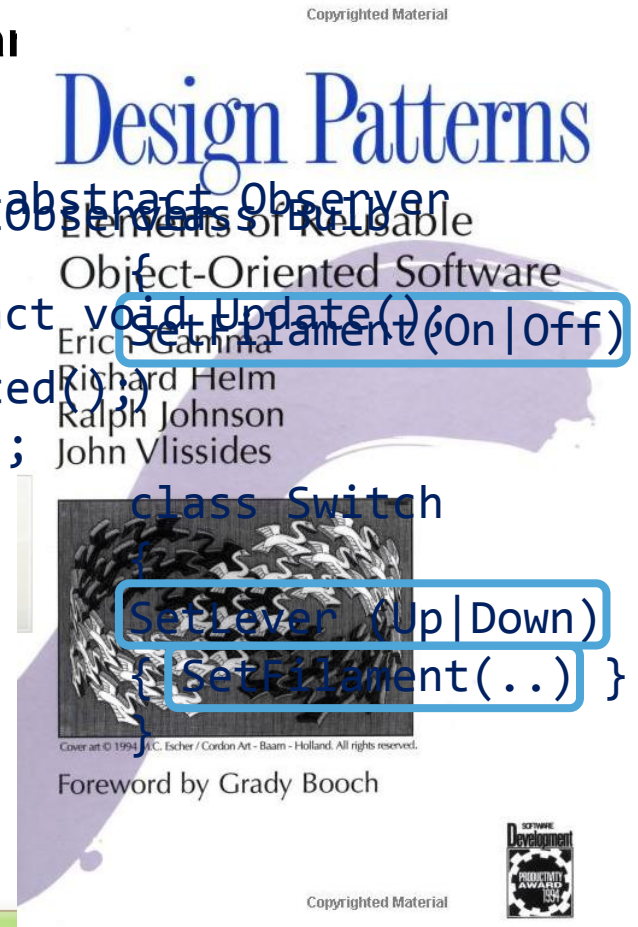 Copyrighted Material
Design Patterns
abstract Observer
class Bulb
Elements of Reusable
{
Object-Oriented Software
void Update();
SetFilament(On|Off)
Erich Gamma
Richard Helm
Ralph Johnson
;
John Vlissides
class Switch
{
SetLever (Up|Down)
{ SetFilament(..) }
}
Cover art © 1994 M.C. Escher / Cordon Art - Baarn - Holland. All rights reserved.
Foreword by Grady Booch
SOFTWARE
Development
PRODUCTIVITY
AWARD
1994
Copyrighted Material